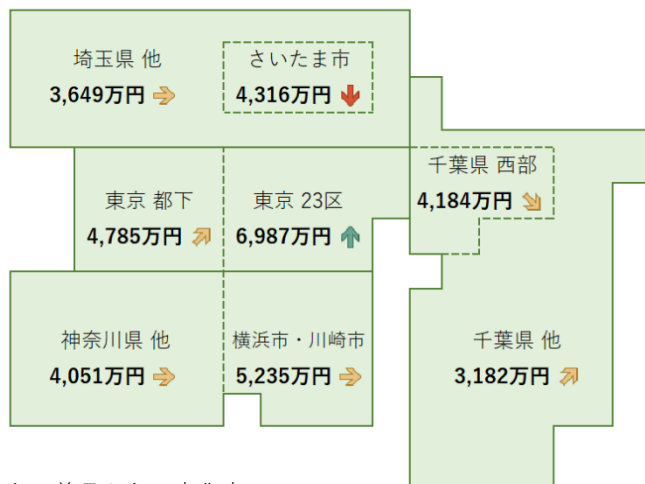 埼玉県 他
3,649万円
さいたま市
4,316万円
千葉県 西部
4,184万円
東京 都下
4,785万円
東京 23区
6,987万円
神奈川県 他
4,051万円
横浜市・川崎市
5,235万円
千葉県 他
3,182万円